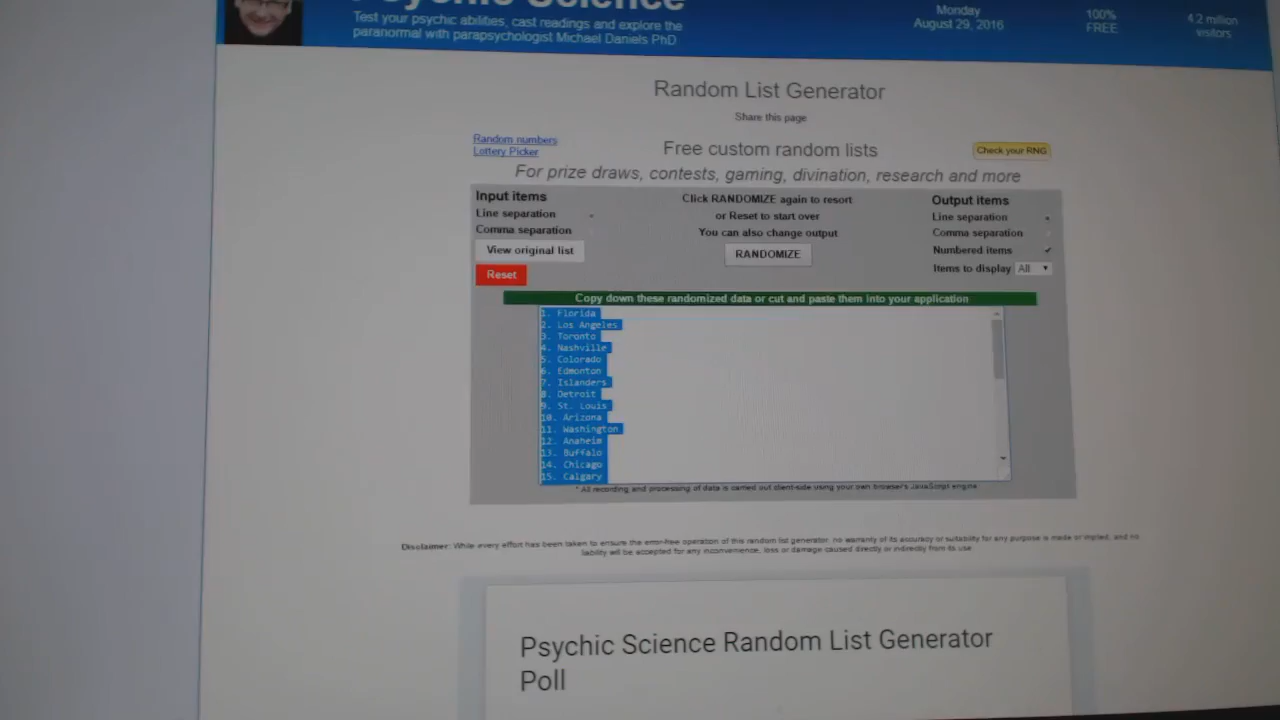 Psychic Science
Test your psychic abilities, cast readings and explore the
paranormal with parapsychologist Michael Daniels PhD
Monday
August 29, 2016
100%
FREE
4.2 million
visitors
Random List Generator
Share this page
Random numbers
Lottery Picker
Free custom random lists
Check your RNG
For prize draws, contests, gaming, divination, research and more
Input items
Line separation
Comma separation
View original list
Reset
Click RANDOMIZE again to resort
or Reset to start over
You can also change output
RANDOMIZE
Output items
Line separation
Comma separation
Numbered items
Items to display All
Copy down these randomized data or cut and paste them into your application
1. Florida
2. Los Angeles
3. Toronto
4. Nashville
5. Colorado
6. Edmonton
7. Islanders
8. Detroit
9. St. Louis
10. Arizona
11. Washington
12. Anaheim
13. Buffalo
14. Chicago
15. Calgary
* All recording and processing of data is carried out client-side using your own browser's JavaScript engine
Disclaimer: While every effort has been taken to ensure the error-free operation of this random list generator, no warranty of its accuracy or suitability for any purpose is made or implied, and no
liability will be accepted for any inconvenience, loss or damage caused directly or indirectly from its use
Psychic Science Random List Generator
Poll